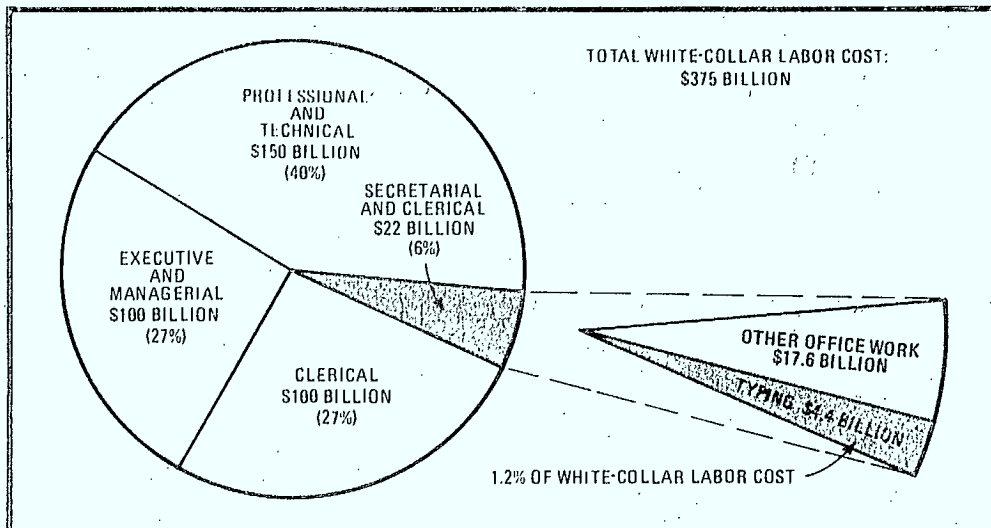 TOTAL WHITE-COLLAR LABOR COST:
$375 BILLION
PROFESSIONAL
AND
TECHNICAL
$150 BILLION
(40%)
SECRETARIAL
AND CLERICAL
$22 BILLION
(6%)
EXECUTIVE
AND
MANAGERIAL
$100 BILLION
(27%)
CLERICAL
$100 BILLION
(27%)
OTHER OFFICE WORK
$17.6 BILLION
TYPING $4.4 BILLION
1.2% OF WHITE-COLLAR LABOR COST